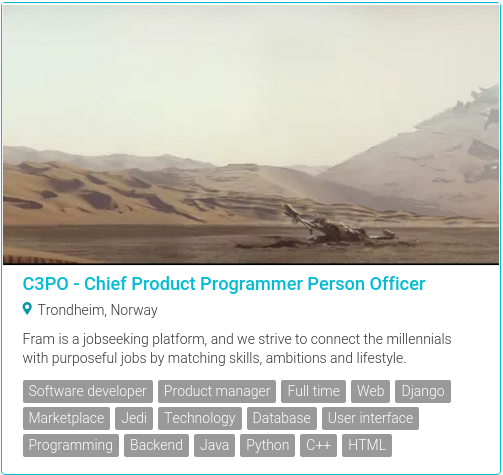 C3PO - Chief Product Programmer Person Officer
Trondheim, Norway
Fram is a jobseeking platform, and we strive to connect the millennials
with purposeful jobs by matching skills, ambitions and lifestyle.
Software developer Product manager Full time Web Django
Marketplace Jedi Technology Database User interface
Programming Backend Java Python C++ HTML